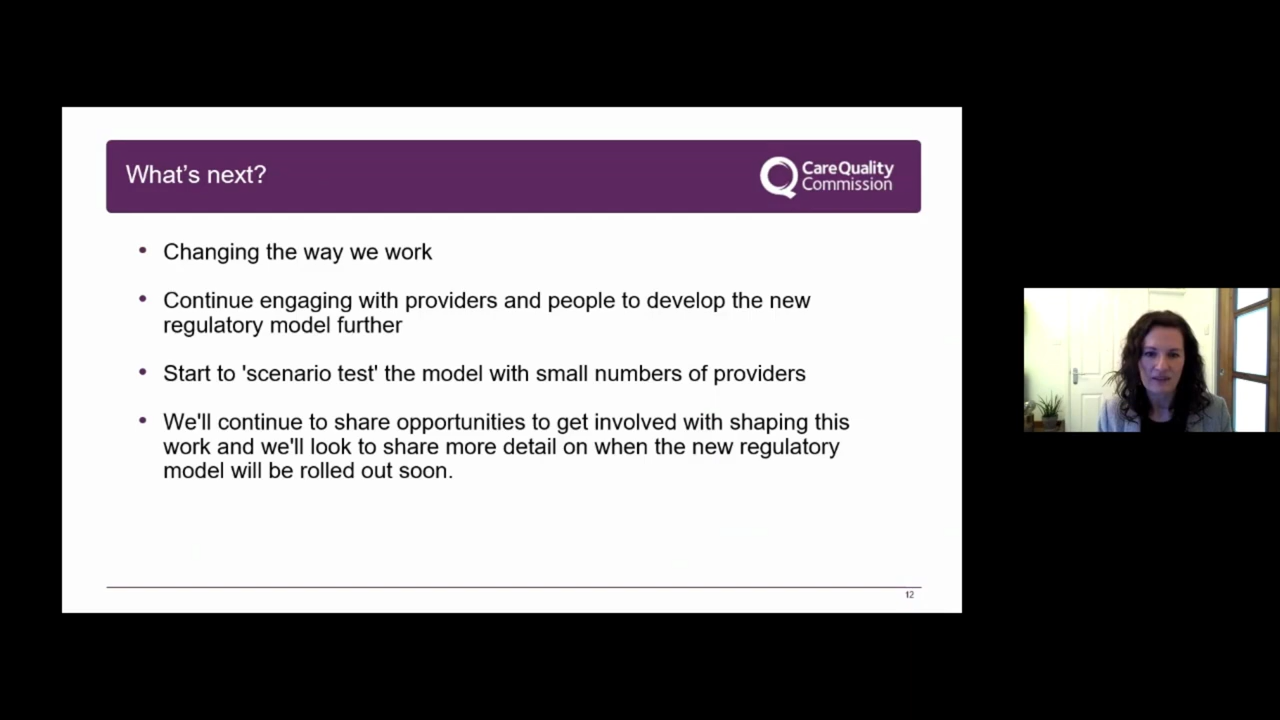 What's next?
CareQuality
Commission
• Changing the way we work
• Continue engaging with providers and people to develop the new
regulatory model further
• Start to 'scenario test' the model with small numbers of providers
• We'll continue to share opportunities to get involved with shaping this
work and we'll look to share more detail on when the new regulatory
model will be rolled out soon.
12